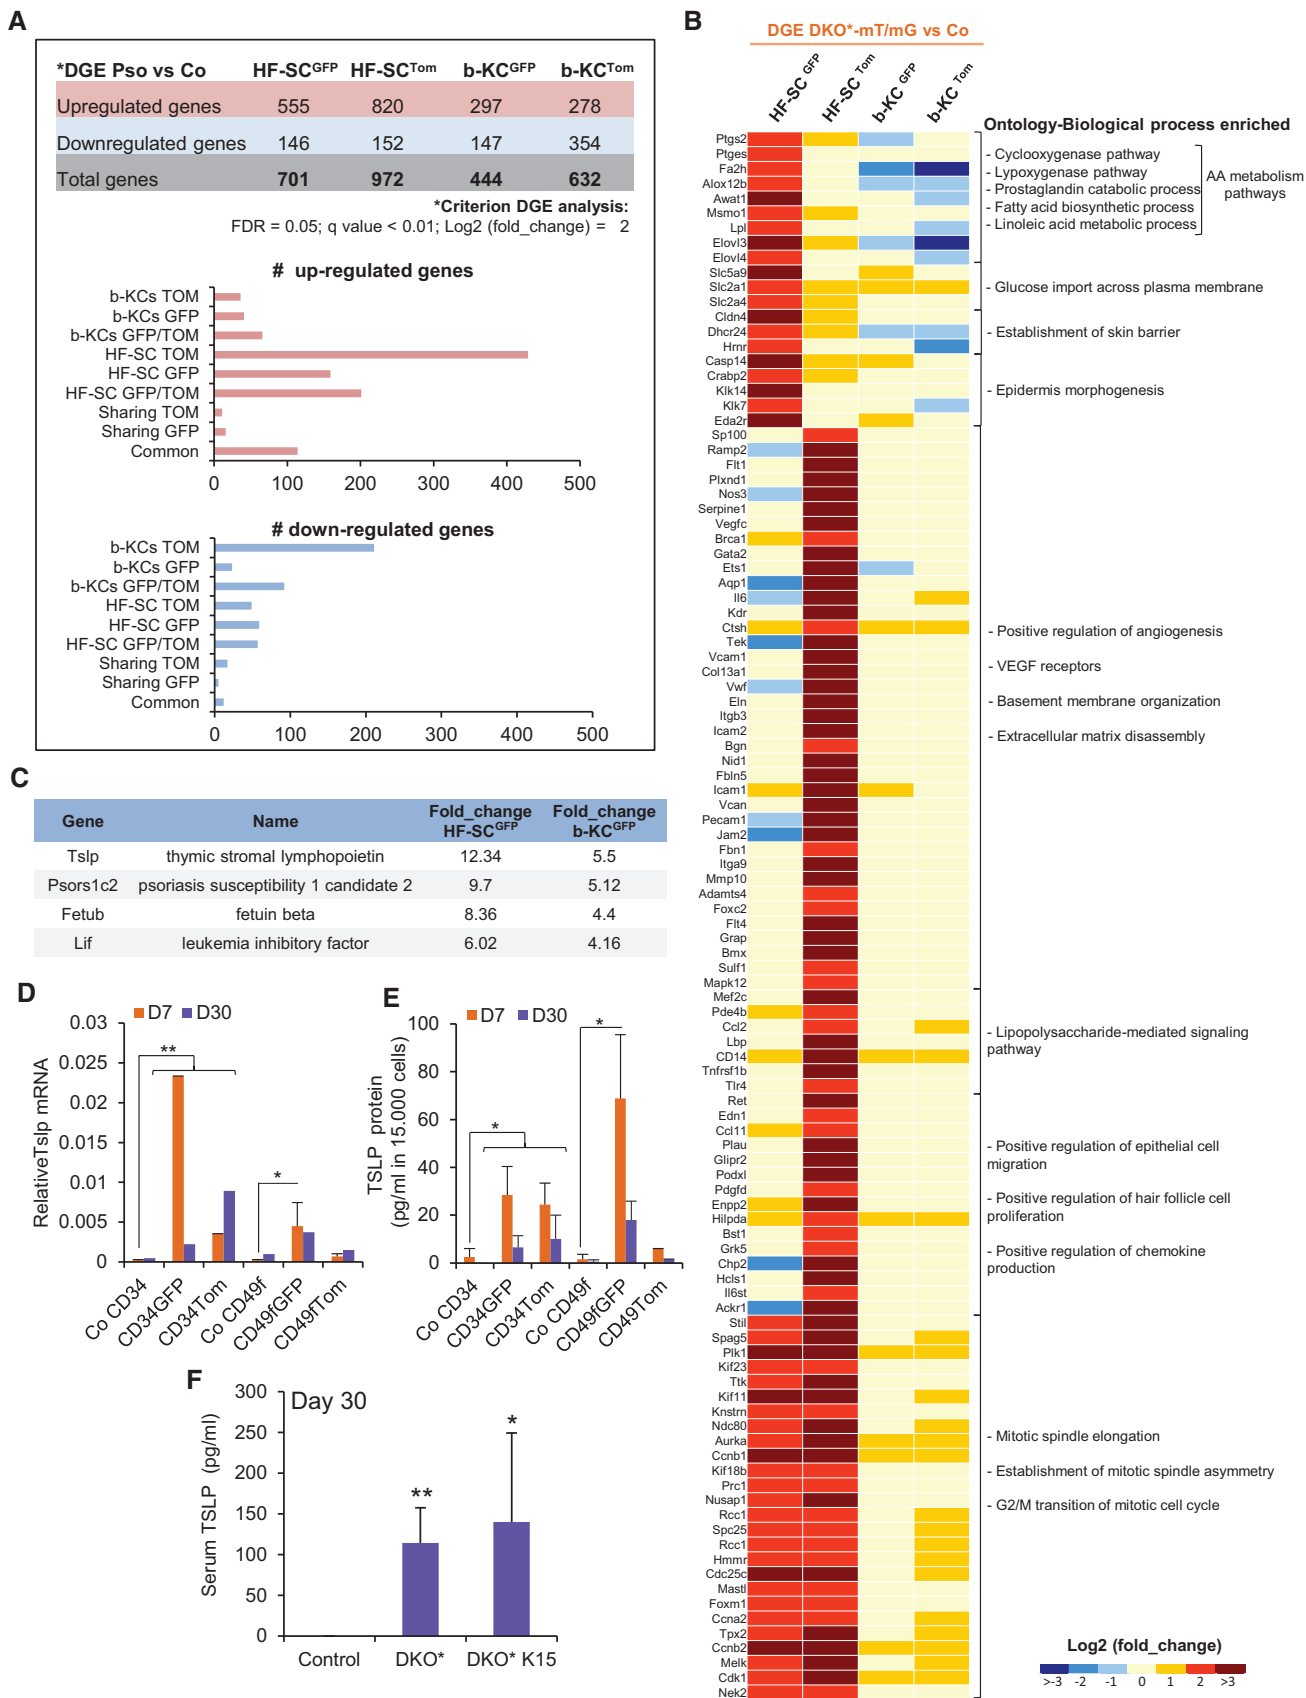 A
*DGE Pso vs Co HF-SC^GFP HF-SC^Tom b-KC^GFP b-KC^Tom
Upregulated genes 555 820 297 278
Downregulated genes 146 152 147 354
Total genes 701 972 444 632
*Criterion DGE analysis:
FDR = 0.05; q value < 0.01; Log2 (fold_change) = 2
# up-regulated genes
b-KCs TOM
b-KCs GFP
b-KCs GFP/TOM
HF-SC TOM
HF-SC GFP
HF-SC GFP/TOM
Sharing TOM
Sharing GFP
Common
0 100 200 300 400 500
# down-regulated genes
b-KCs TOM
b-KCs GFP
b-KCs GFP/TOM
HF-SC TOM
HF-SC GFP
HF-SC GFP/TOM
Sharing TOM
Sharing GFP
Common
0 100 200 300 400 500
B
DGE DKO*-mT/mG vs Co
HF-SC GFP
HF-SC Tom
b-KC GFP
b-KC Tom
Ontology-Biological process enriched
Ptgs2
Ptges
Fa2h
Alox12b
Awat1
Msmo1
Lpl
Elovl3
Elovl4
Slc5a9
Slc2a1
Slc2a4
Cldn4
Dhcr24
Hrnr
Casp14
Crabp2
Klk14
Klk7
Eda2r
Sp100
Ramp2
Flt1
Plxnd1
Nos3
Serpine1
Vegfc
Brca1
Gata2
Ets1
Aqp1
Il6
Kdr
Ctsh
Tek
Vcam1
Col13a1
Vwf
Eln
Itgb3
Icam2
Bgn
Nid1
Fbln5
Icam1
Vcan
Pecam1
Jam2
Fbn1
Itga9
Mmp10
Adamts4
Foxc2
Flt4
Grap
Bmx
Sulf1
Mapk12
Mef2c
Pde4b
Ccl2
Lbp
CD14
Tnfrsf1b
Tlr4
Ret
Edn1
Ccl11
Plau
Glipr2
Podxl
Pdgfd
Enpp2
Hilpda
Bst1
Grk5
Chp2
Hcls1
Il6st
Ackr1
Stil
Spag5
Plk1
Kif23
Ttk
Kif11
Knstrn
Ndc80
Aurka
Ccnb1
Kif18b
Prc1
Nusap1
Rcc1
Spc25
Rcc1
Hmmr
Cdc25c
Mastl
Foxm1
Ccna2
Tpx2
Ccnb2
Melk
Cdk1
Nek2
- Cyclooxygenase pathway
- Lypoxygenase pathway
- Prostaglandin catabolic process
- Fatty acid biosynthetic process
- Linoleic acid metabolic process
AA metabolism
pathways
- Glucose import across plasma membrane
- Establishment of skin barrier
- Epidermis morphogenesis
- Positive regulation of angiogenesis
- VEGF receptors
- Basement membrane organization
- Extracellular matrix disassembly
- Lipopolysaccharide-mediated signaling
pathway
- Positive regulation of epithelial cell
migration
- Positive regulation of hair follicle cell
proliferation
- Positive regulation of chemokine
production
- Mitotic spindle elongation
- Establishment of mitotic spindle asymmetry
- G2/M transition of mitotic cell cycle
Log2 (fold_change)
>-3 -2 -1 0 1 2 >3
C
Gene Name Fold_change HF-SC^GFP Fold_change b-KC^GFP
Tslp thymic stromal lymphopoietin 12.34 5.5
Psors1c2 psoriasis susceptibility 1 candidate 2 9.7 5.12
Fetub fetuin beta 8.36 4.4
Lif leukemia inhibitory factor 6.02 4.16
D
D7 D30
RelativeTslp mRNA
0.03
0.025
0.02
0.015
0.01
0.005
0
**
*
Co CD34
CD34GFP
CD34Tom
Co CD49f
CD49fGFP
CD49fTom
E
D7 D30
TSLP protein
(pg/ml in 15.000 cells)
100
80
60
40
20
0
*
*
Co CD34
CD34GFP
CD34Tom
Co CD49f
CD49fGFP
CD49Tom
F
Day 30
Serum TSLP (pg/ml)
300
250
200
150
100
50
0
**
*
Control DKO* DKO* K15